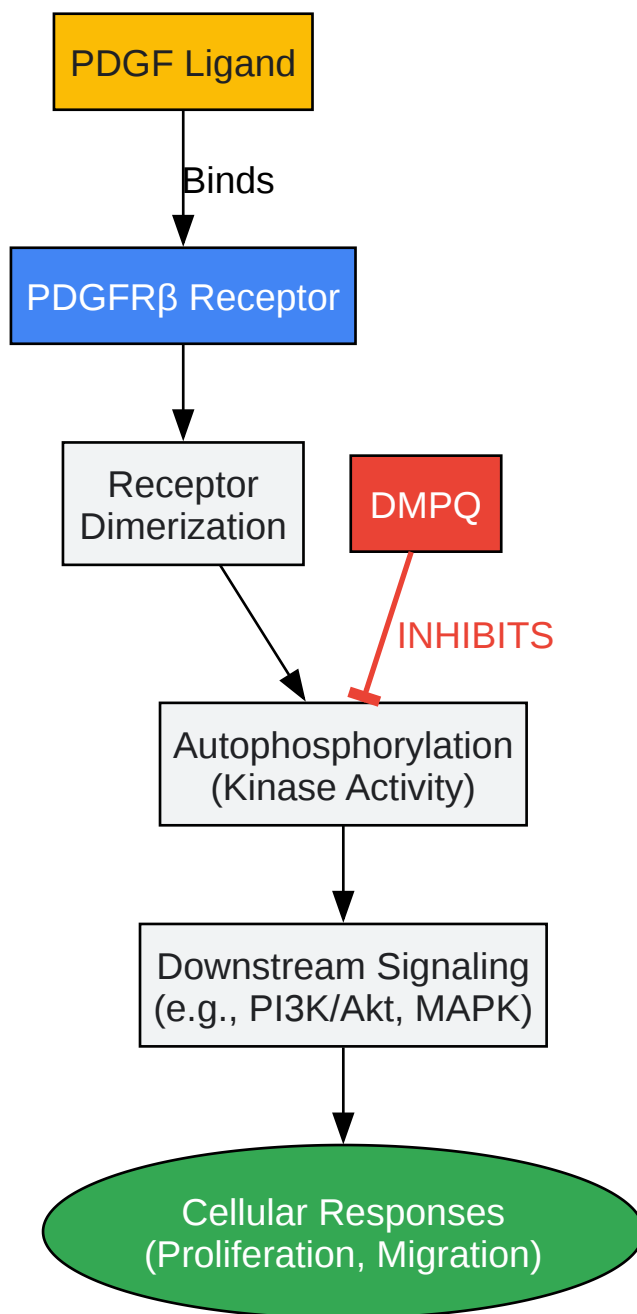 PDGF Ligand
Binds
PDGFRβ Receptor
Receptor
Dimerization
DMPQ
INHIBITS
Autophosphorylation
(Kinase Activity)
Downstream Signaling
(e.g., PI3K/Akt, MAPK)
Cellular Responses
(Proliferation, Migration)